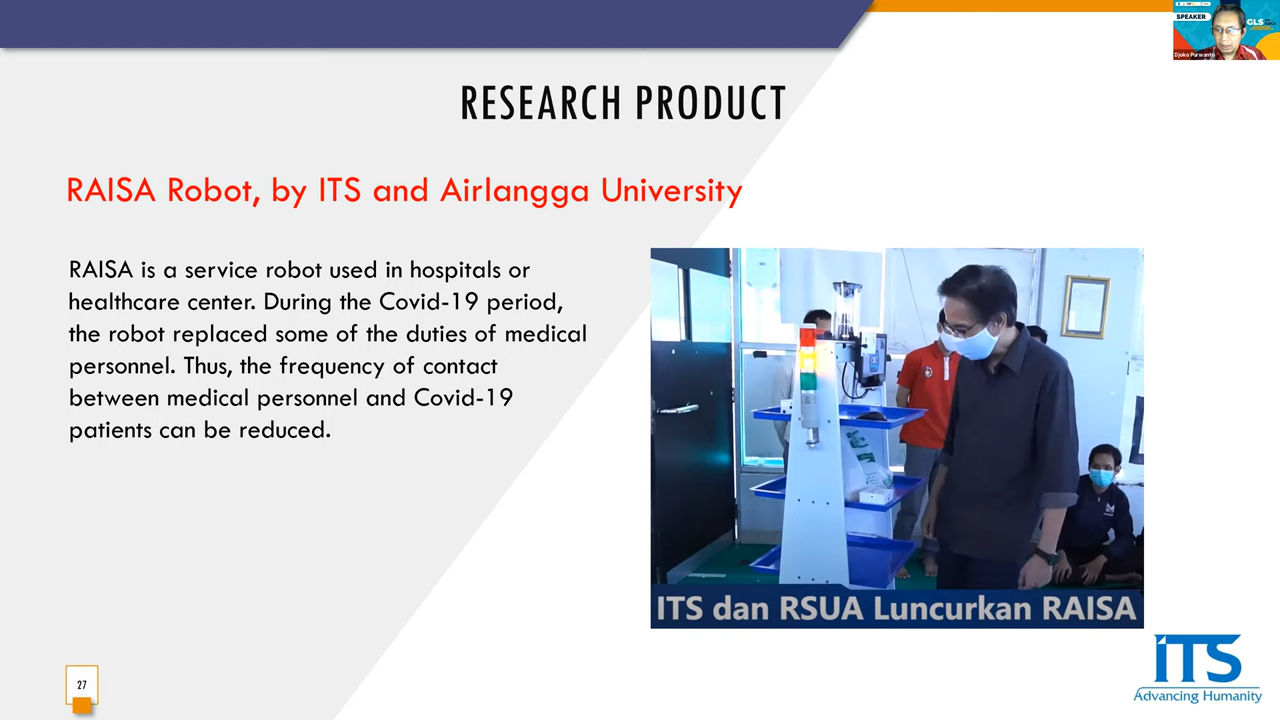 SPEAKER
GLS
Djoko Purwanto
RESEARCH PRODUCT
RAISA Robot, by ITS and Airlangga University
RAISA is a service robot used in hospitals or
healthcare center. During the Covid-19 period,
the robot replaced some of the duties of medical
personnel. Thus, the frequency of contact
between medical personnel and Covid-19
patients can be reduced.
ITS dan RSUA Luncurkan RAISA
27
ITS
Advancing Humanity